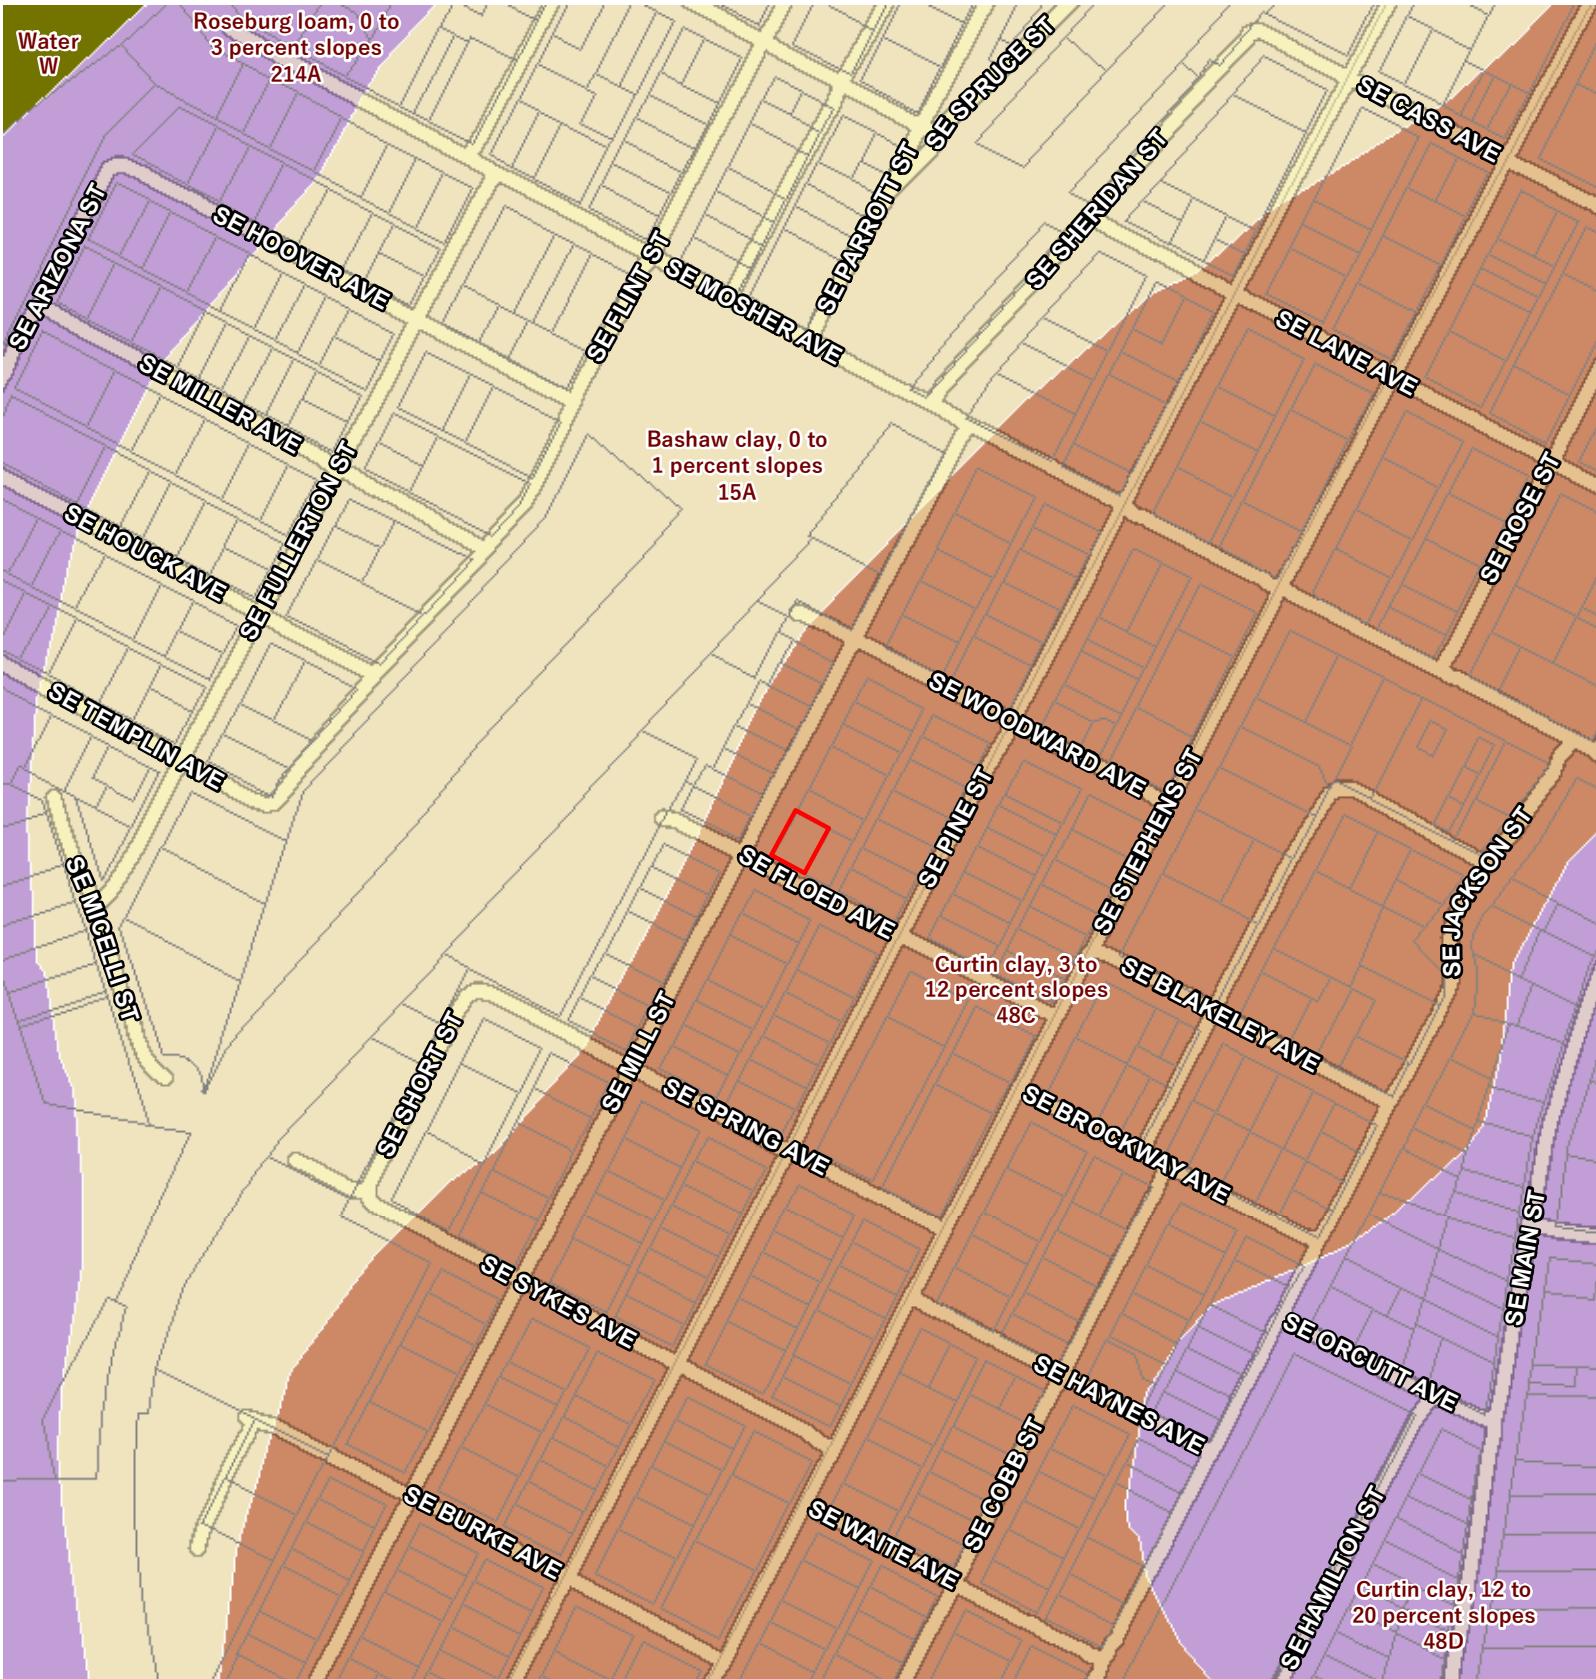 Water
W
Roseburg loam, 0 to
3 percent slopes
214A
SE SPRUCE ST
SE CASS AVE
SE PARROTT ST
SE SHERIDAN ST
SE ARIZONA ST
SE HOOVER AVE
SE FLINT ST
SE MOSHER AVE
SE LANE AVE
SE MILLER AVE
Bashaw clay, 0 to
1 percent slopes
15A
SE ROSE ST
SE HOUCK AVE
SE FULLERTON ST
SE TEMPLIN AVE
SE WOODWARD AVE
SE PINE ST
SE STEPHENS ST
SE JACKSON ST
SE MICELLI ST
SE FLOED AVE
Curtin clay, 3 to
12 percent slopes
48C
SE BLAKELEY AVE
SE SHORT ST
SE MILL ST
SE SPRING AVE
SE BROCKWAY AVE
SE MAIN ST
SE SYKES AVE
SE ORCUTT AVE
SE HAYNES AVE
SE COBB ST
SE BURKE AVE
SE WAITE AVE
SE HAMILTON ST
Curtin clay, 12 to
20 percent slopes
48D